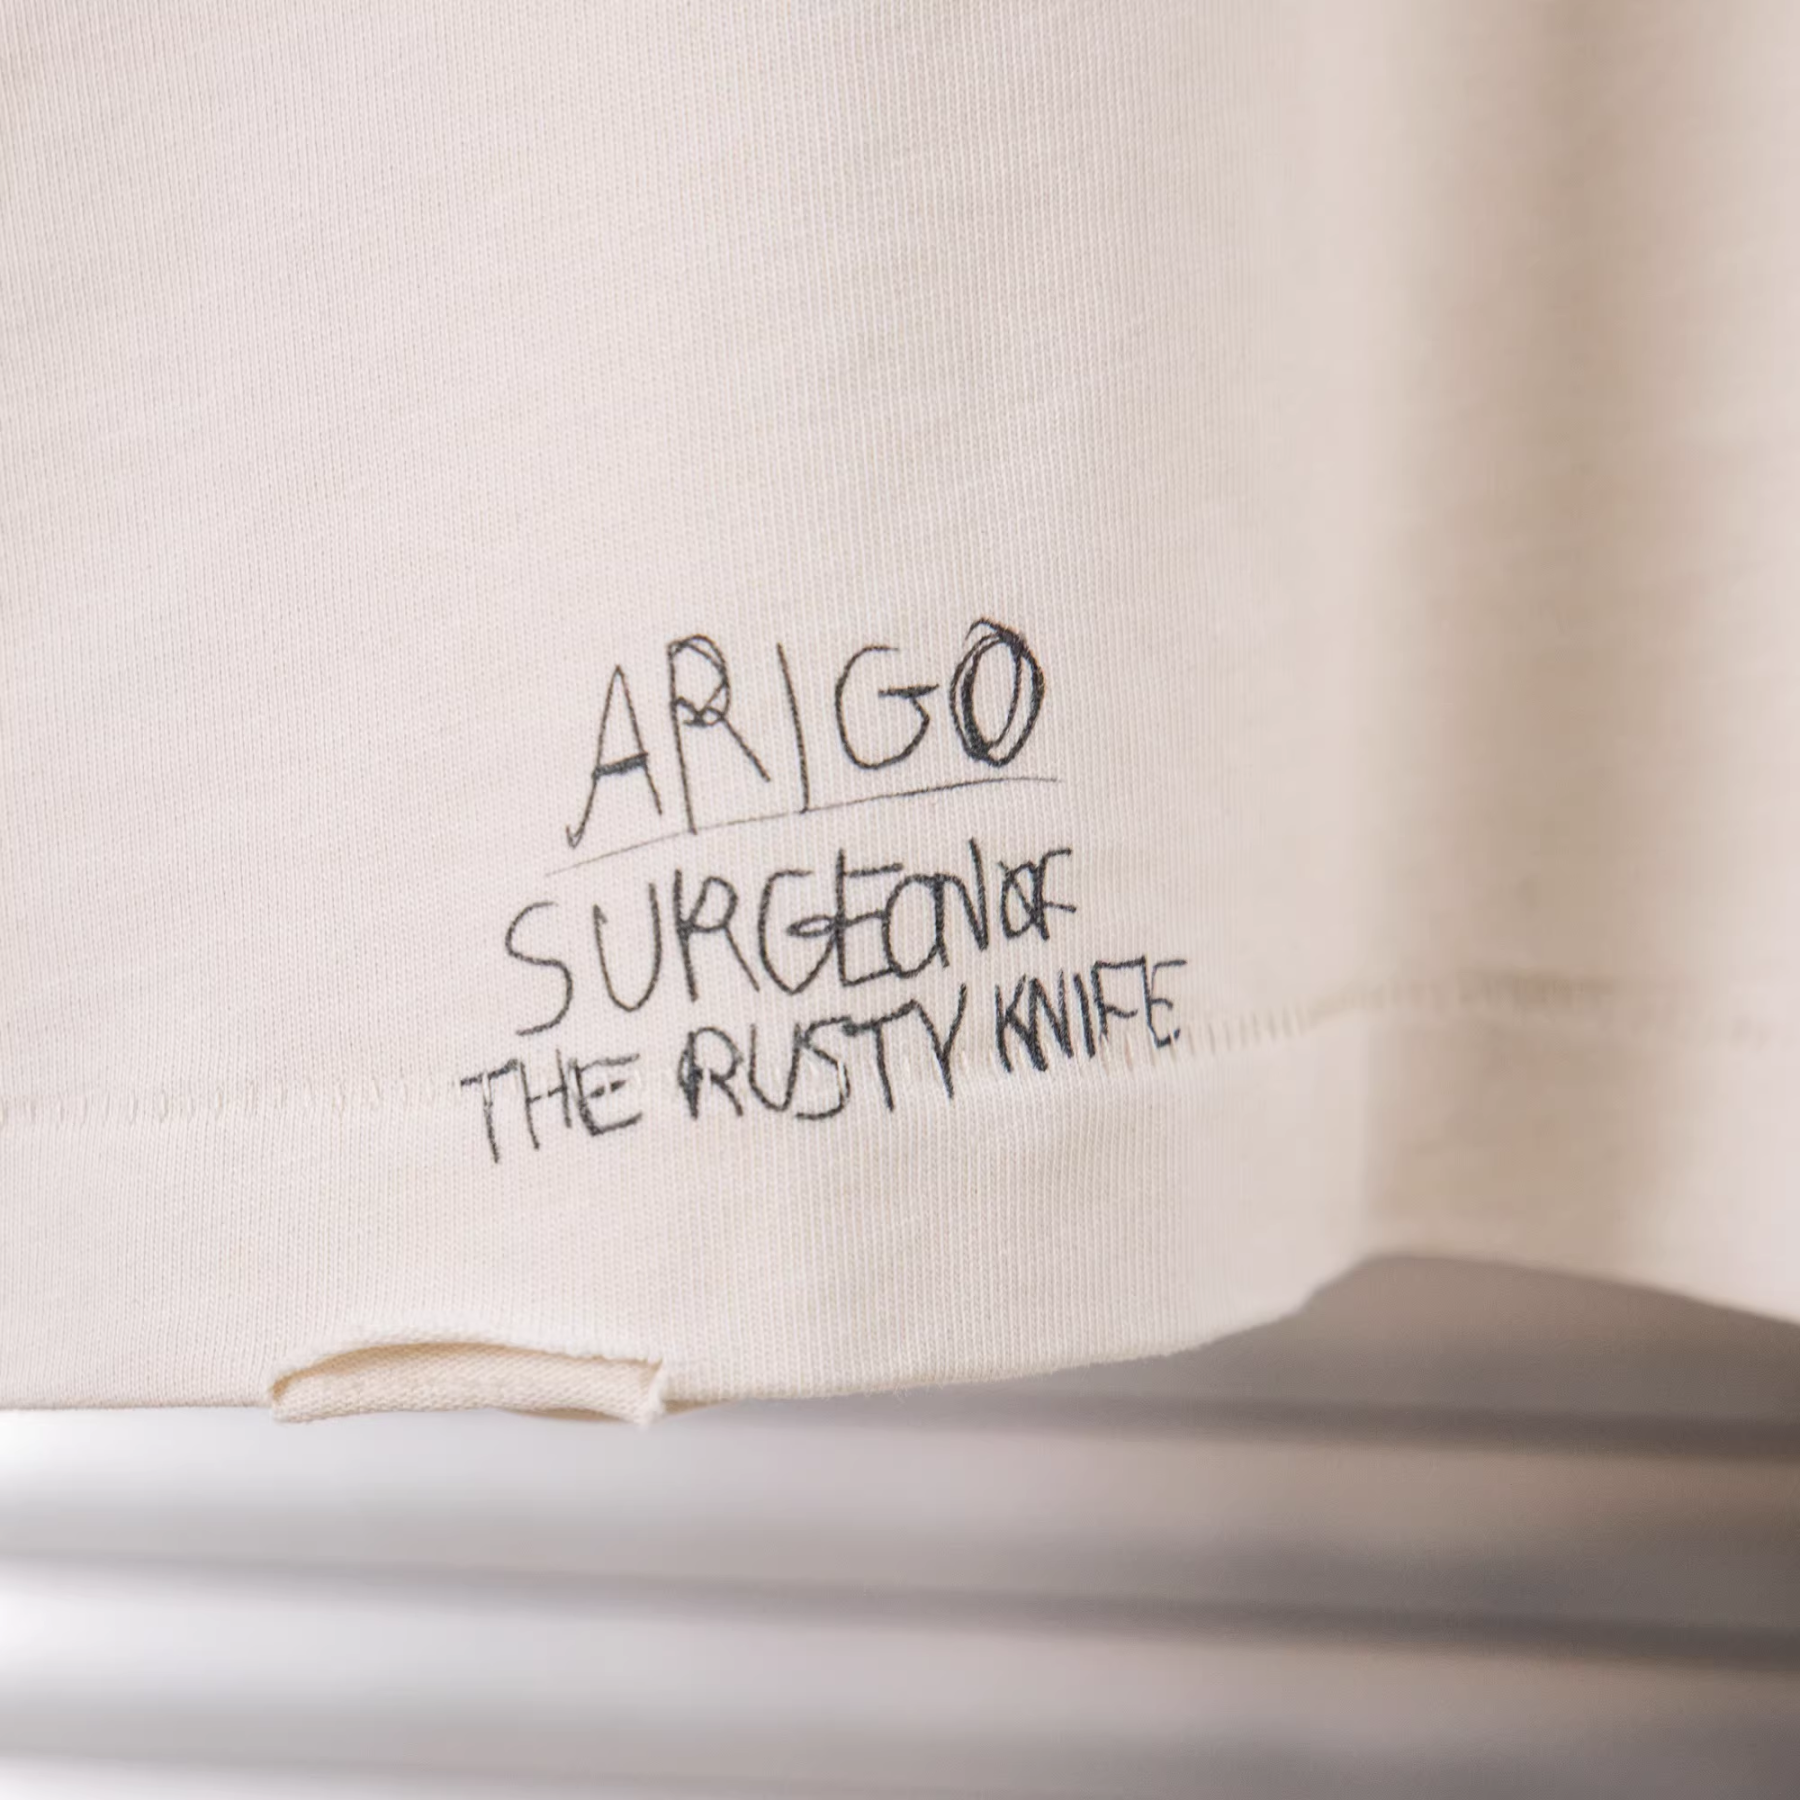 ARIGO
SURGEON OF
THE RUSTY KNIFE